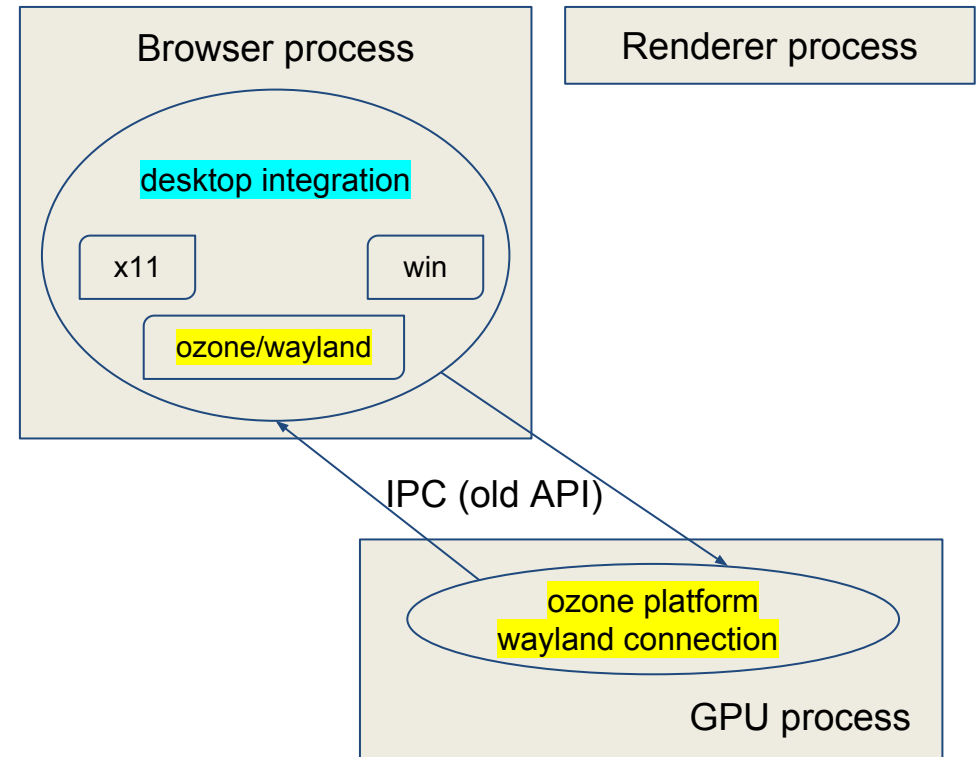 Browser process
Renderer process
desktop integration
x11
win
ozone/wayland
IPC (old API)
ozone platform
wayland connection
GPU process